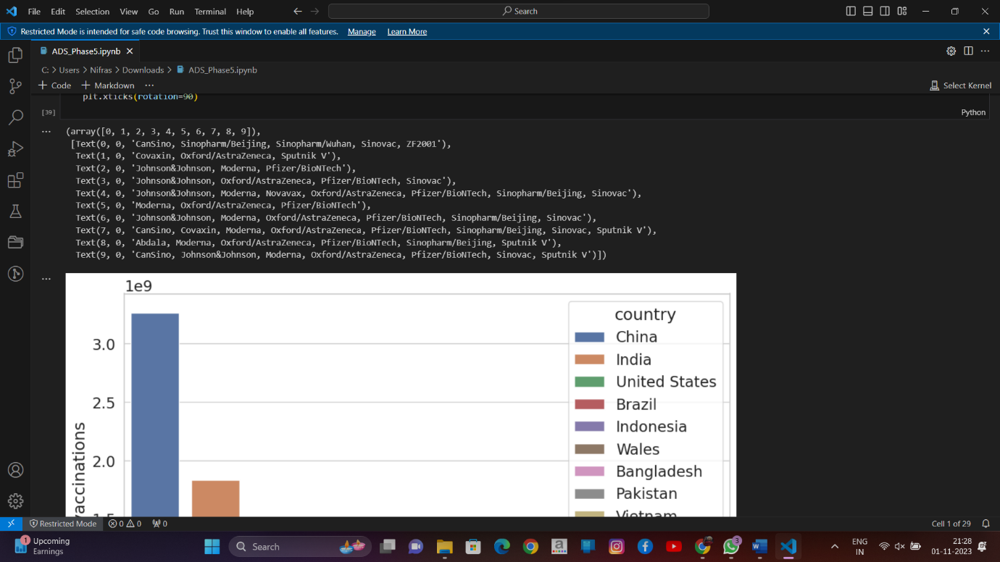 File Edit Selection View Go Run Terminal Help
Search
Restricted Mode is intended for safe code browsing. Trust this window to enable all features. Manage Learn More
ADS_Phase5.ipynb
C: > Users > Nifras > Downloads > ADS_Phase5.ipynb
+ Code + Markdown ...
Select Kernel
plt.xticks(rotation=90)
[39]
Python
(array([0, 1, 2, 3, 4, 5, 6, 7, 8, 9]),
[Text(0, 0, 'CanSino, Sinopharm/Beijing, Sinopharm/Wuhan, Sinovac, ZF2001'),
Text(1, 0, 'Covaxin, Oxford/AstraZeneca, Sputnik V'),
Text(2, 0, 'Johnson&Johnson, Moderna, Pfizer/BioNTech'),
Text(3, 0, 'Johnson&Johnson, Oxford/AstraZeneca, Pfizer/BioNTech, Sinovac'),
Text(4, 0, 'Johnson&Johnson, Moderna, Novavax, Oxford/AstraZeneca, Pfizer/BioNTech, Sinopharm/Beijing, Sinovac'),
Text(5, 0, 'Moderna, Oxford/AstraZeneca, Pfizer/BioNTech'),
Text(6, 0, 'Johnson&Johnson, Moderna, Oxford/AstraZeneca, Pfizer/BioNTech, Sinopharm/Beijing, Sinovac'),
Text(7, 0, 'CanSino, Covaxin, Moderna, Oxford/AstraZeneca, Pfizer/BioNTech, Sinopharm/Beijing, Sinovac, Sputnik V'),
Text(8, 0, 'Abdala, Moderna, Oxford/AstraZeneca, Pfizer/BioNTech, Sinopharm/Beijing, Sputnik V'),
Text(9, 0, 'CanSino, Johnson&Johnson, Moderna, Oxford/AstraZeneca, Pfizer/BioNTech, Sinovac, Sputnik V')])
1e9
3.0
2.5
2.0
1.5
vaccinations
country
China
India
United States
Brazil
Indonesia
Wales
Bangladesh
Pakistan
Vietnam
Restricted Mode 0 0 0
Cell 1 of 29
1
Upcoming
Earnings
Search
a
3
W
ENG
IN
21:28
01-11-2023